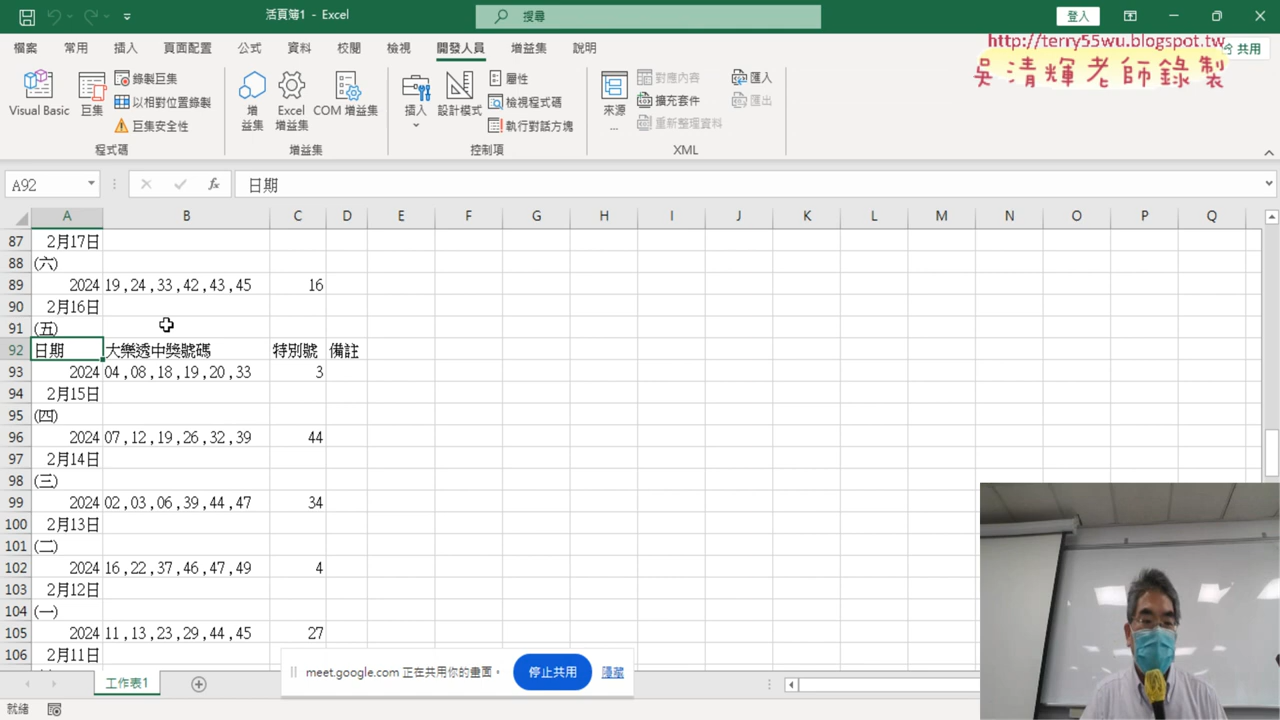 活頁簿1 - Excel
搜尋
登入
檔案 常用 插入 頁面配置 公式 資料 校閱 檢視 開發人員 增益集 說明
共用
http://terry55wu.blogspot.tw
吳清輝老師錄製
Visual Basic
巨集
錄製巨集
以相對位置錄製
巨集安全性
程式碼
增
益集
Excel
增益集
COM 增益集
增益集
插入
設計模式
屬性
檢視程式碼
執行對話方塊
控制項
來源
...
對應內容
擴充套件
重新整理資料
匯入
匯出
XML
A92
fx
日期
A B C D E F G H I J K L M N O P Q
87 2月17日
88 (六)
89 2024 19,24,33,42,43,45 16
90 2月16日
91 (五)
92 日期 大樂透中獎號碼 特別號 備註
93 2024 04,08,18,19,20,33 3
94 2月15日
95 (四)
96 2024 07,12,19,26,32,39 44
97 2月14日
98 (三)
99 2024 02,03,06,39,44,47 34
100 2月13日
101 (二)
102 2024 16,22,37,46,47,49 4
103 2月12日
104 (一)
105 2024 11,13,23,29,44,45 27
106 2月11日
meet.google.com 正在共用你的畫面。
停止共用
隱藏
工作表1
就緒